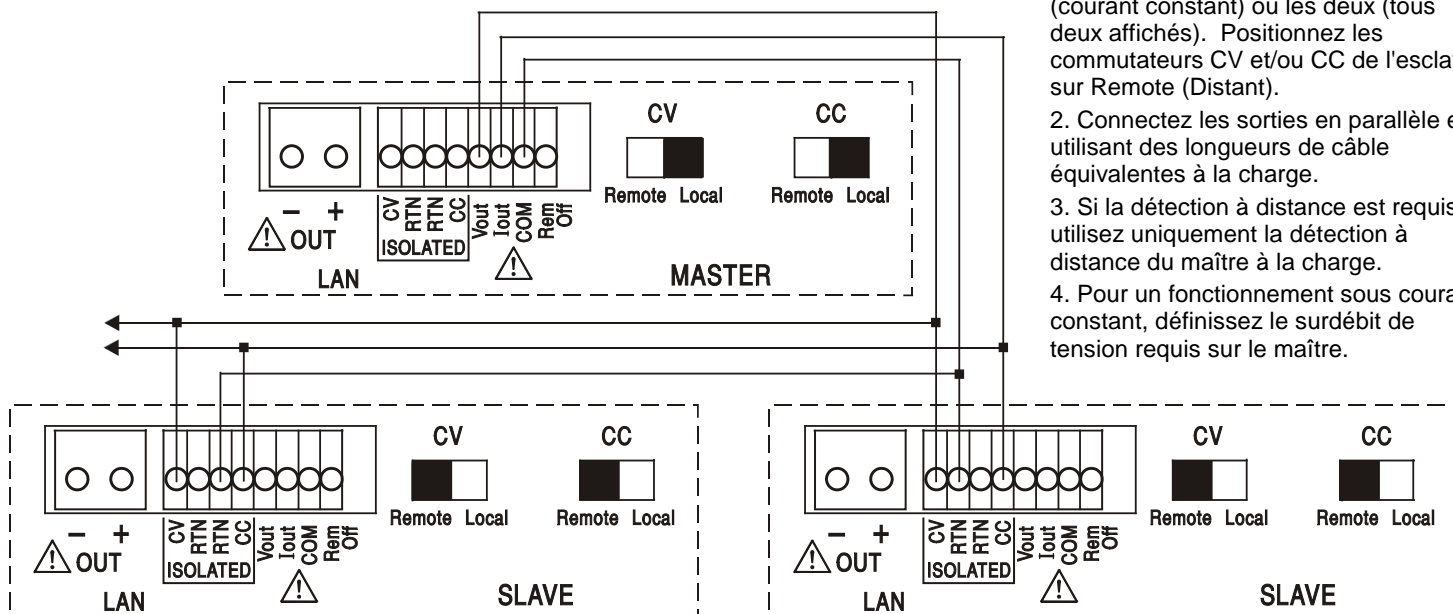 (courant constant) ou les deux (tous
deux affichés). Positionnez les
commutateurs CV et/ou CC de
sur Remote (Distant).
2. Connectez les sorties en parallèle
utilisant des longueurs de câble
équivalentes à la charge.
3. Si la détection à distance est
utilisez uniquement la détection à
distance du maître à la charge.
4. Pour un fonctionnement sous
constant, définissez le surdébit de
tension requis sur le maître.
CV CC
Remote Local Remote Local
- +
OUT
CV RTN RTN CC Vout Iout COM Rem Off
ISOLATED
LAN MASTER
CV CC
Remote Local Remote Local
- +
OUT
CV RTN RTN CC Vout Iout COM Rem Off
ISOLATED
LAN SLAVE
CV CC
Remote Local Remote Local
- +
OUT
CV RTN RTN CC Vout Iout COM Rem Off
ISOLATED
LAN SLAVE